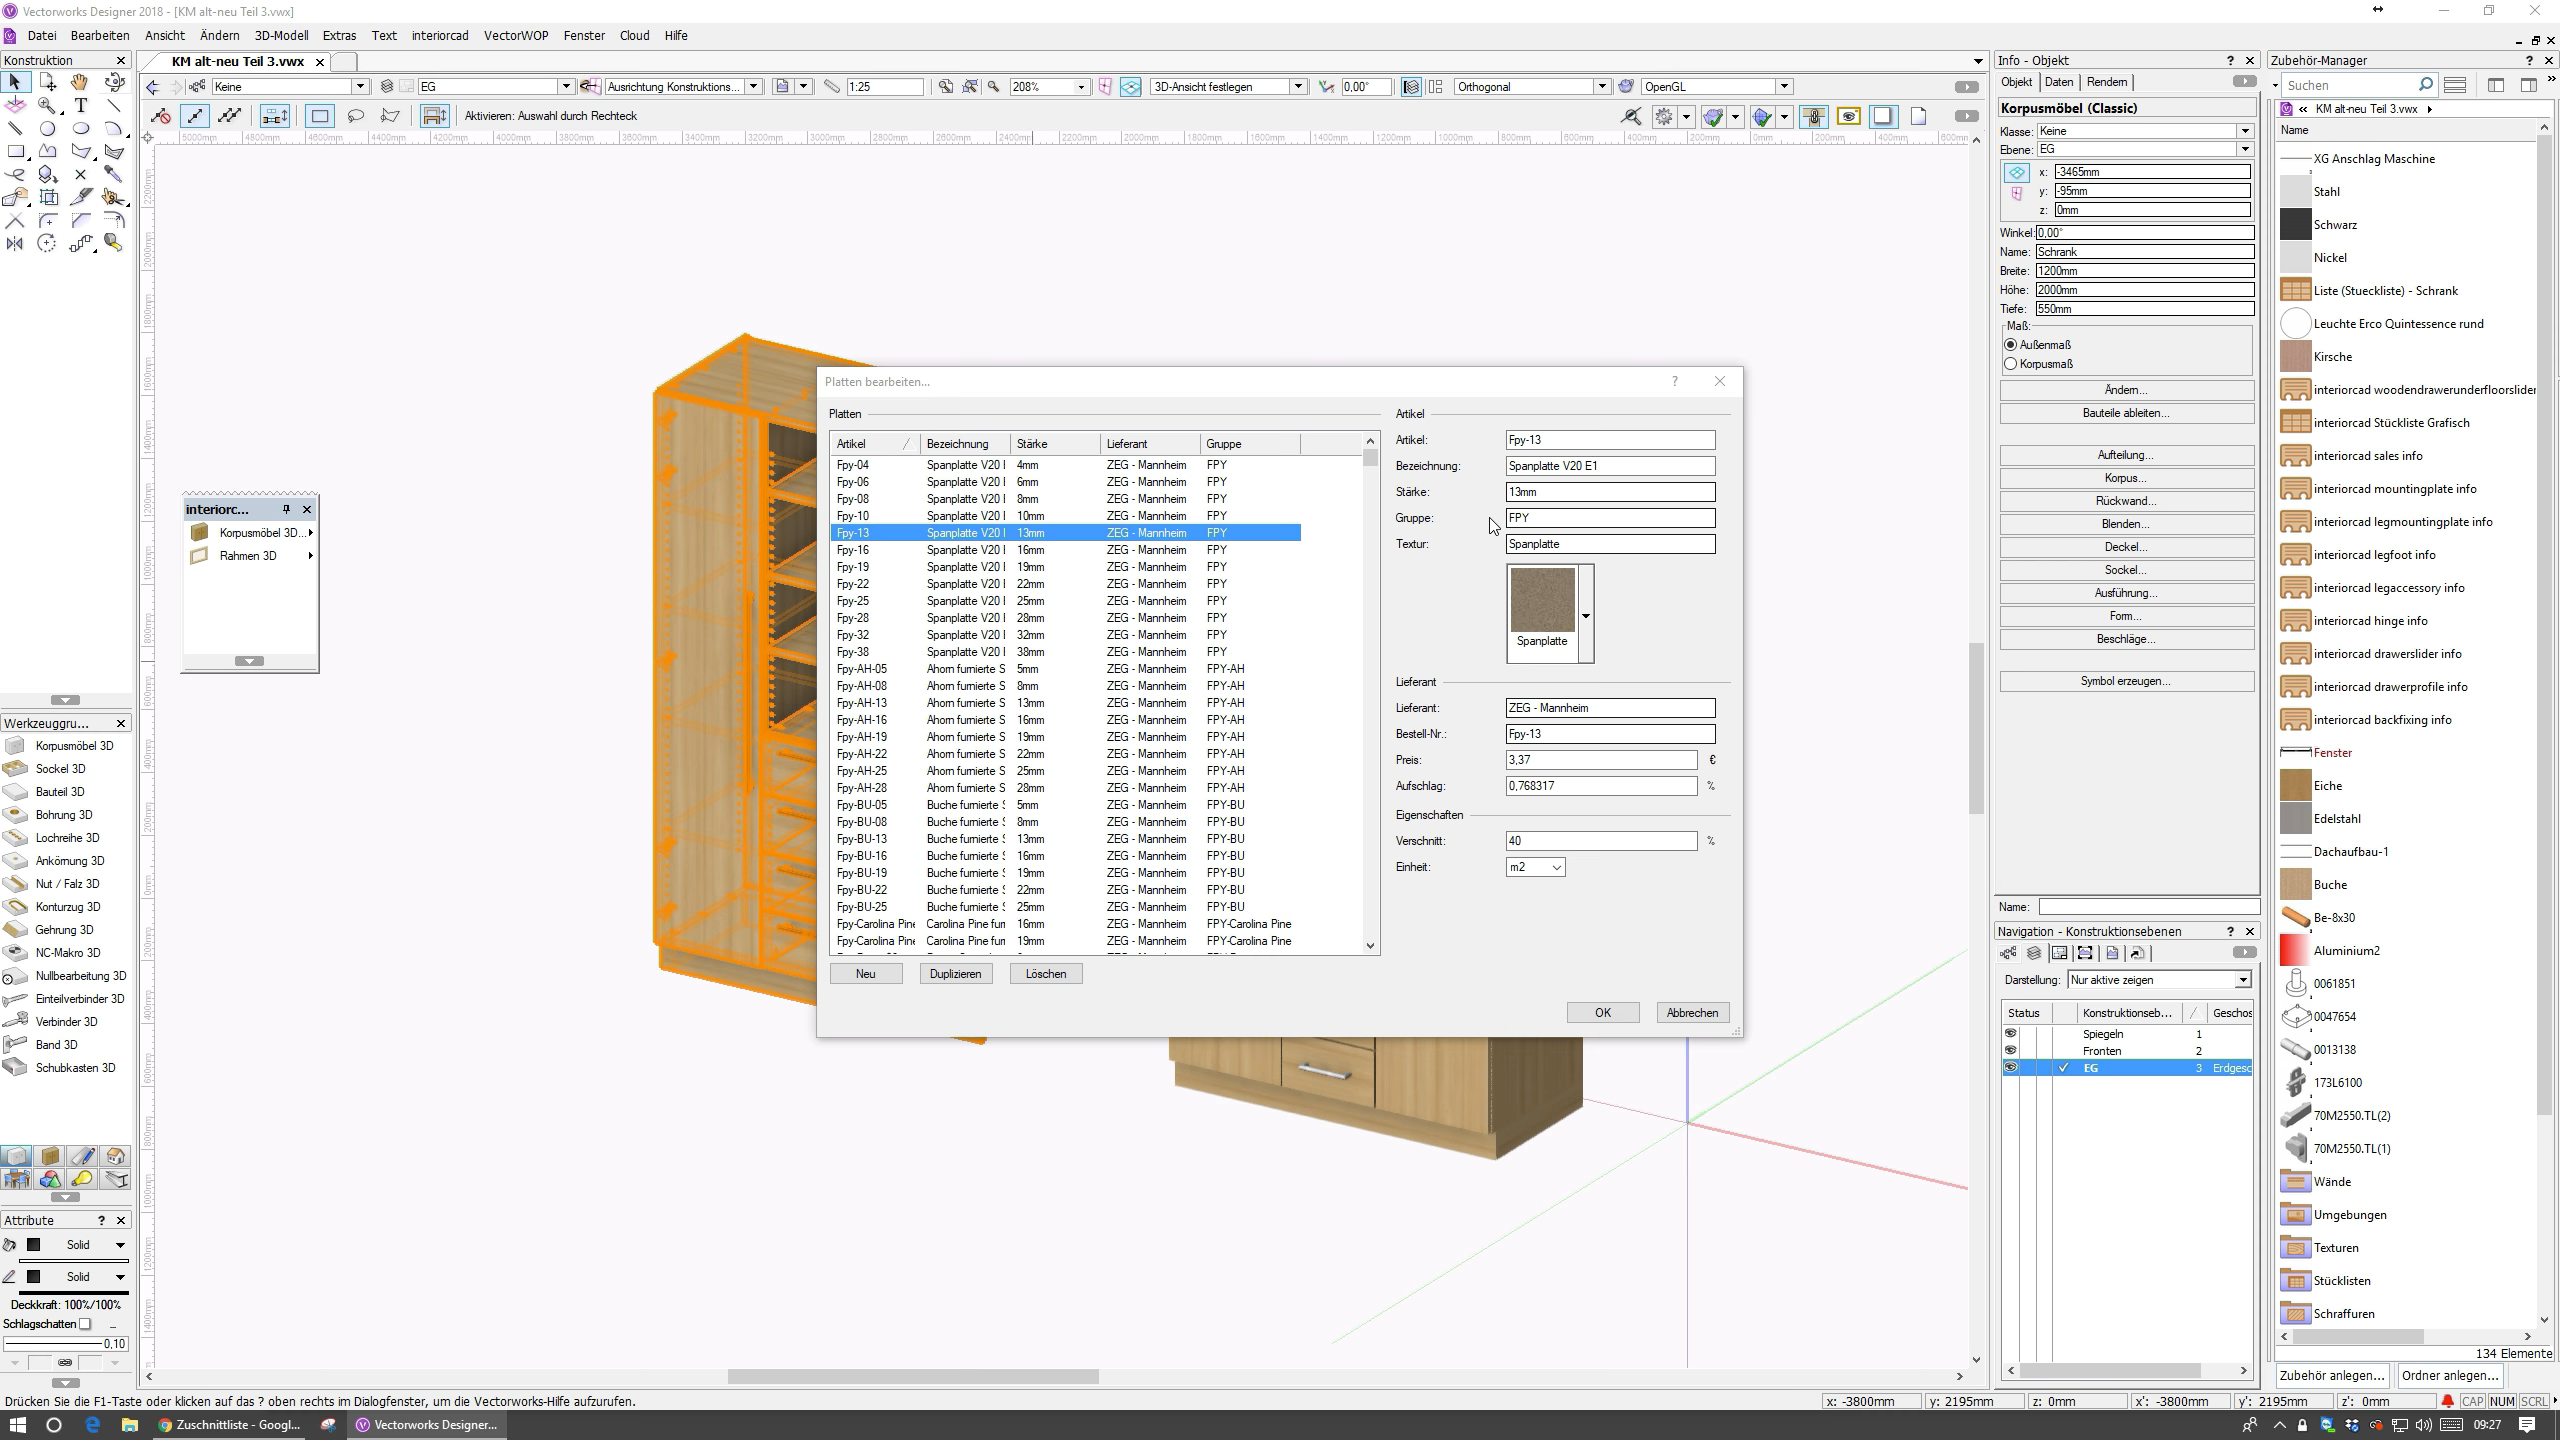 Vectorworks Designer 2018 - [KM alt-neu Teil 3.vwx]
Datei Bearbeiten Ansicht Ändern 3D-Modell Extras Text interiorcad VectorWOP Fenster Cloud Hilfe
Konstruktion
KM alt-neu Teil 3.vwx
Keine
EG
Ausrichtung Konstruktions...
1:25
208%
3D-Ansicht festlegen
0,00°
Orthogonal
OpenGL
Aktivieren: Auswahl durch Rechteck
interiorc...
Korpusmöbel 3D...
Rahmen 3D
Werkzeuggru...
Korpusmöbel 3D
Sockel 3D
Bauteil 3D
Bohrung 3D
Lochreihe 3D
Ankörnung 3D
Nut / Falz 3D
Konturzug 3D
Gehrung 3D
NC-Makro 3D
Nullbearbeitung 3D
Einteilverbinder 3D
Verbinder 3D
Band 3D
Schubkasten 3D
Attribute ?
Solid
Solid
Deckkraft: 100%/100%
Schlagschatten
0,10
Platten bearbeiten... ?
Platten
Artikel Bezeichnung Stärke Lieferant Gruppe
Fpy-04 Spanplatte V20 4mm ZEG - Mannheim FPY
Fpy-06 Spanplatte V20 6mm ZEG - Mannheim FPY
Fpy-08 Spanplatte V20 8mm ZEG - Mannheim FPY
Fpy-10 Spanplatte V20 10mm ZEG - Mannheim FPY
Fpy-13 Spanplatte V20 13mm ZEG - Mannheim FPY
Fpy-16 Spanplatte V20 16mm ZEG - Mannheim FPY
Fpy-19 Spanplatte V20 19mm ZEG - Mannheim FPY
Fpy-22 Spanplatte V20 22mm ZEG - Mannheim FPY
Fpy-25 Spanplatte V20 25mm ZEG - Mannheim FPY
Fpy-28 Spanplatte V20 28mm ZEG - Mannheim FPY
Fpy-32 Spanplatte V20 32mm ZEG - Mannheim FPY
Fpy-38 Spanplatte V20 38mm ZEG - Mannheim FPY
Fpy-AH-05 Ahorn furnierte S 5mm ZEG - Mannheim FPY-AH
Fpy-AH-08 Ahorn furnierte S 8mm ZEG - Mannheim FPY-AH
Fpy-AH-13 Ahorn furnierte S 13mm ZEG - Mannheim FPY-AH
Fpy-AH-16 Ahorn furnierte S 16mm ZEG - Mannheim FPY-AH
Fpy-AH-19 Ahorn furnierte S 19mm ZEG - Mannheim FPY-AH
Fpy-AH-22 Ahorn furnierte S 22mm ZEG - Mannheim FPY-AH
Fpy-AH-25 Ahorn furnierte S 25mm ZEG - Mannheim FPY-AH
Fpy-AH-28 Ahorn furnierte S 28mm ZEG - Mannheim FPY-AH
Fpy-BU-05 Buche furnierte S 5mm ZEG - Mannheim FPY-BU
Fpy-BU-08 Buche furnierte S 8mm ZEG - Mannheim FPY-BU
Fpy-BU-13 Buche furnierte S 13mm ZEG - Mannheim FPY-BU
Fpy-BU-16 Buche furnierte S 16mm ZEG - Mannheim FPY-BU
Fpy-BU-19 Buche furnierte S 19mm ZEG - Mannheim FPY-BU
Fpy-BU-22 Buche furnierte S 22mm ZEG - Mannheim FPY-BU
Fpy-BU-25 Buche furnierte S 25mm ZEG - Mannheim FPY-BU
Fpy-Carolina Pine Carolina Pine fur 16mm ZEG - Mannheim FPY-Carolina Pine
Fpy-Carolina Pine Carolina Pine fur 19mm ZEG - Mannheim FPY-Carolina Pine
Neu Duplizieren Löschen
Artikel
Artikel: Fpy-13
Bezeichnung: Spanplatte V20 E1
Stärke: 13mm
Gruppe: FPY
Textur: Spanplatte
Spanplatte
Lieferant
Lieferant: ZEG - Mannheim
Bestell-Nr.: Fpy-13
Preis: 3,37 €
Aufschlag: 0,768317 %
Eigenschaften
Verschnitt: 40 %
Einheit: m2
OK Abbrechen
Info - Objekt ?
Objekt Daten Rendern
Korpusmöbel (Classic)
Klasse: Keine
Ebene: EG
x: -3465mm
y: -95mm
z: 0mm
Winkel: 0,00°
Name: Schrank
Breite: 1200mm
Höhe: 2000mm
Tiefe: 550mm
Maß:
Außenmaß
Korpusmaß
Ändern...
Bauteile ableiten...
Aufteilung...
Korpus...
Rückwand...
Blenden...
Deckel...
Sockel...
Ausführung...
Form...
Beschläge...
Symbol erzeugen...
Name:
Navigation - Konstruktionsebenen ?
Darstellung: Nur aktive zeigen
Status Konstruktionseb... Geschos
Spiegeln 1
Fronten 2
EG 3 Erdgesc
Zubehör-Manager ?
Suchen
KM alt-neu Teil 3.vwx
Name
XG Anschlag Maschine
Stahl
Schwarz
Nickel
Liste (Stueckliste) - Schrank
Leuchte Erco Quintessence rund
Kirsche
interiorcad woodendrawerunderfloorslider
interiorcad Stückliste Grafisch
interiorcad sales info
interiorcad mountingplate info
interiorcad legmountingplate info
interiorcad legfoot info
interiorcad legaccessory info
interiorcad hinge info
interiorcad drawerslider info
interiorcad drawerprofile info
interiorcad backfixing info
Fenster
Eiche
Edelstahl
Dachaufbau-1
Buche
Be-8x30
Aluminium2
0061851
0047654
0013138
173L6100
70M2550.TL(2)
70M2550.TL(1)
Wände
Umgebungen
Texturen
Stücklisten
Schraffuren
134 Elemente
Zubehör anlegen... Ordner anlegen...
Drücken Sie die F1-Taste oder klicken auf das ? oben rechts im Dialogfenster, um die Vectorworks-Hilfe aufzurufen.
x: -3800mm y: 2195mm z: 0mm x': -3800mm y': 2195mm z': 0mm CAP NUM SCRL
Zuschnittliste - Googl... Vectorworks Designer... 09:27